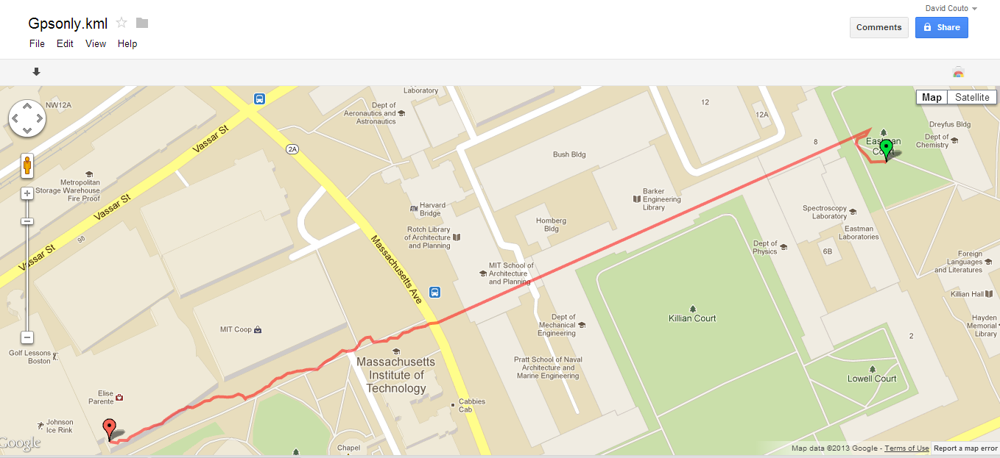 David Couto
Gpsonly.kml
File Edit View Help
Comments
Share
Map
Satellite
NW12A
Laboratory
Dept of
Aeronautics and
Astronautics
12
12A
Dreyfus Bldg
Dept of
Chemistry
8
Eastman
Court
Vassar St
2A
Bush Bldg
Metropolitan
Storage Warehouse
Fire Proof
Vassar St
98
Vassar St
Harvard
Bridge
Rotch Library
of Architecture
and Planning
Barker
Engineering
Library
Homberg
Bldg
Spectroscopy
Laboratory
Eastman
Laboratories
Dept of
Physics
6B
Foreign
Languages
and Literatures
Massachusetts Ave
MIT School of
Architecture
and Planning
Killian Hall
Killian Court
Hayden
Memorial
Library
MIT Coop
Dept of
Mechanical
Engineering
2
Golf Lessons
Boston
Massachusetts
Institute of
Technology
Pratt School of Naval
Architecture and
Marine Engineering
Lowell Court
Elise
Parente
Cabbies
Cab
Johnson
Ice Rink
Google
Chapel
Map data ©2013 Google - Terms of Use
Report a map error